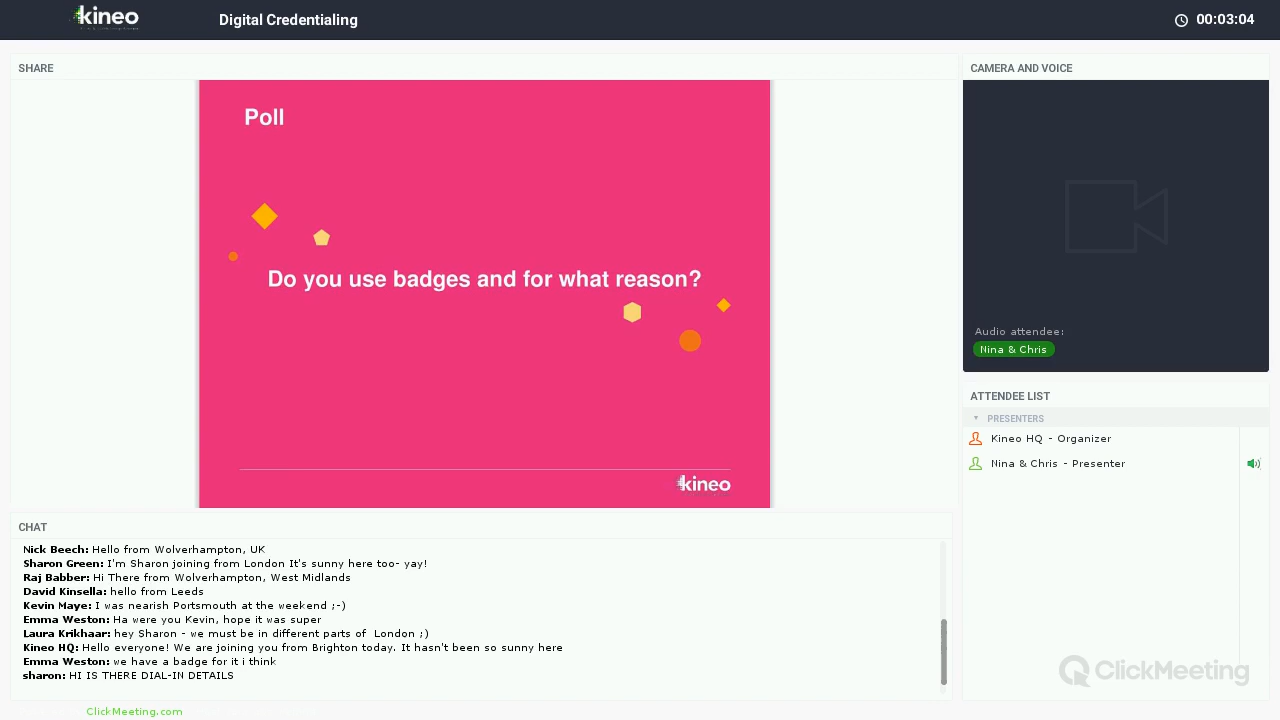 kineo
Digital Credentialing
00:03:04
SHARE
CAMERA AND VOICE
Poll
Do you use badges and for what reason?
kineo
Audio attendee:
Nina & Chris
ATTENDEE LIST
PRESENTERS
Kineo HQ - Organizer
Nina & Chris - Presenter
CHAT
Nick Beech: Hello from Wolverhampton, UK
Sharon Green: I'm Sharon joining from London It's sunny here too- yay!
Raj Babber: Hi There from Wolverhampton, West Midlands
David Kinsella: hello from Leeds
Kevin Maye: I was nearish Portsmouth at the weekend ;-)
Emma Weston: Ha were you Kevin, hope it was super
Laura Krikhaar: hey Sharon - we must be in different parts of  London ;)
Kineo HQ: Hello everyone! We are joining you from Brighton today. It hasn't been so sunny here
Emma Weston: we have a badge for it i think
sharon: HI IS THERE DIAL-IN DETAILS
ClickMeeting
ClickMeeting.com